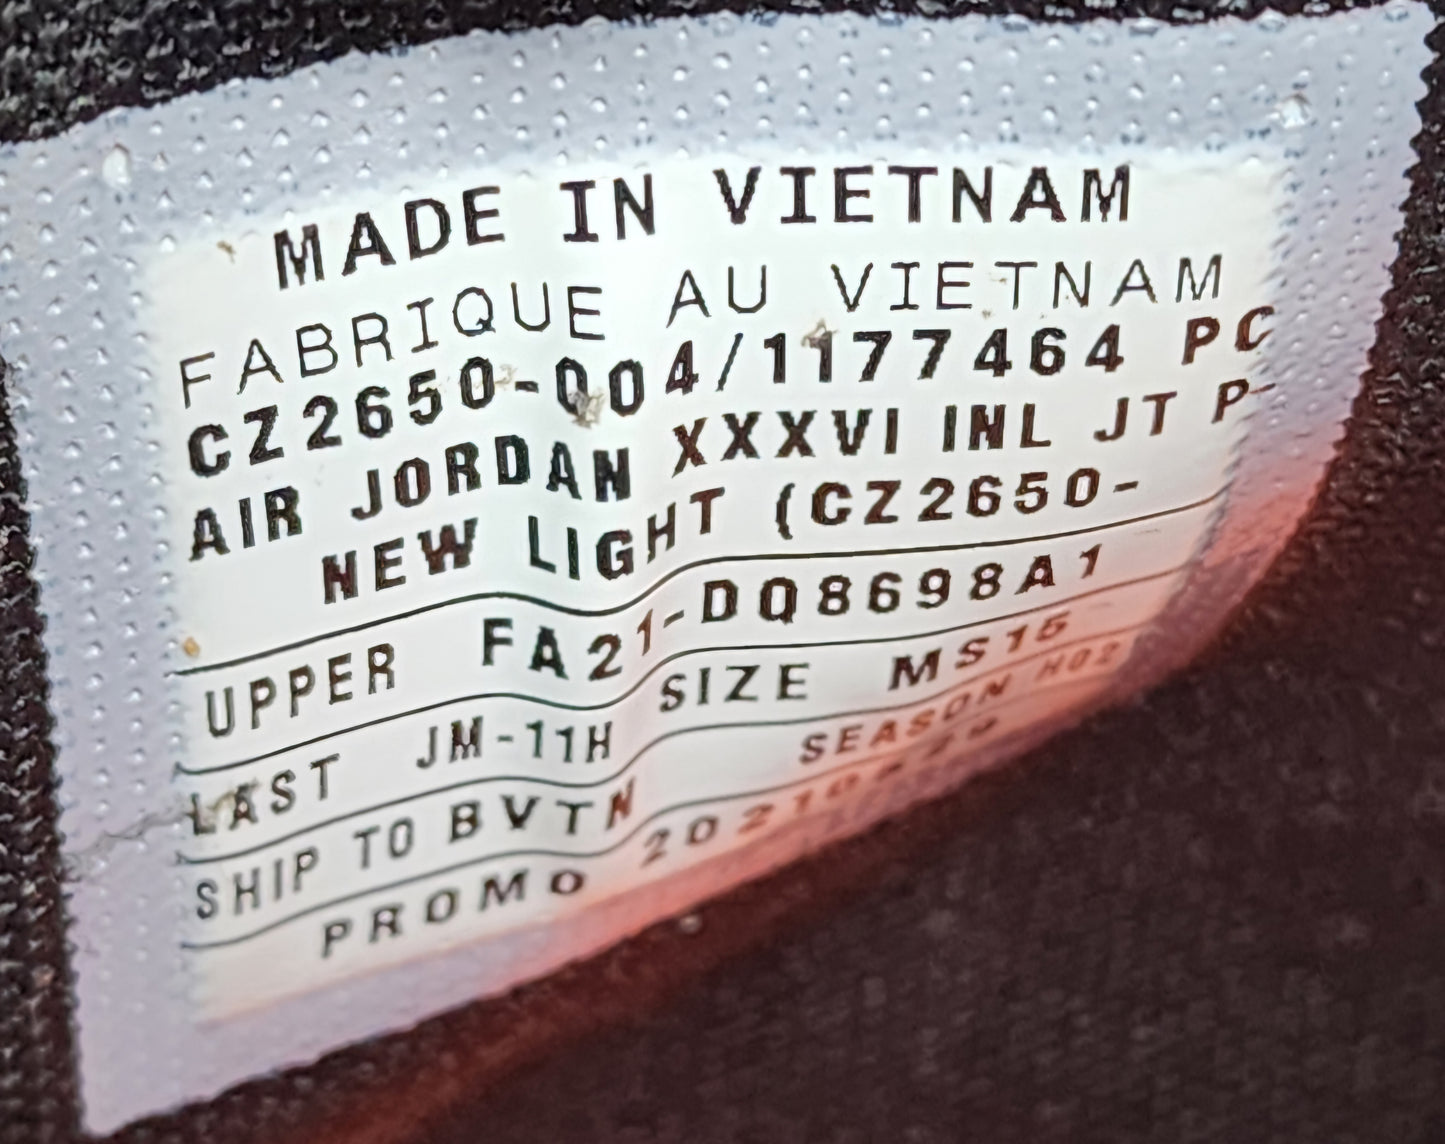 MADE IN VIETNAM
FABRIQUE AU VIETNAM
CZ2650-004/1177464 PC
AIR JORDAN XXXVI INL JT P-
NEW LIGHT (CZ2650-
UPPER FA21-DQ8698A1
LAST JM-11H SIZE MS15
SHIP TO BVTN SEASON H02
PROMO